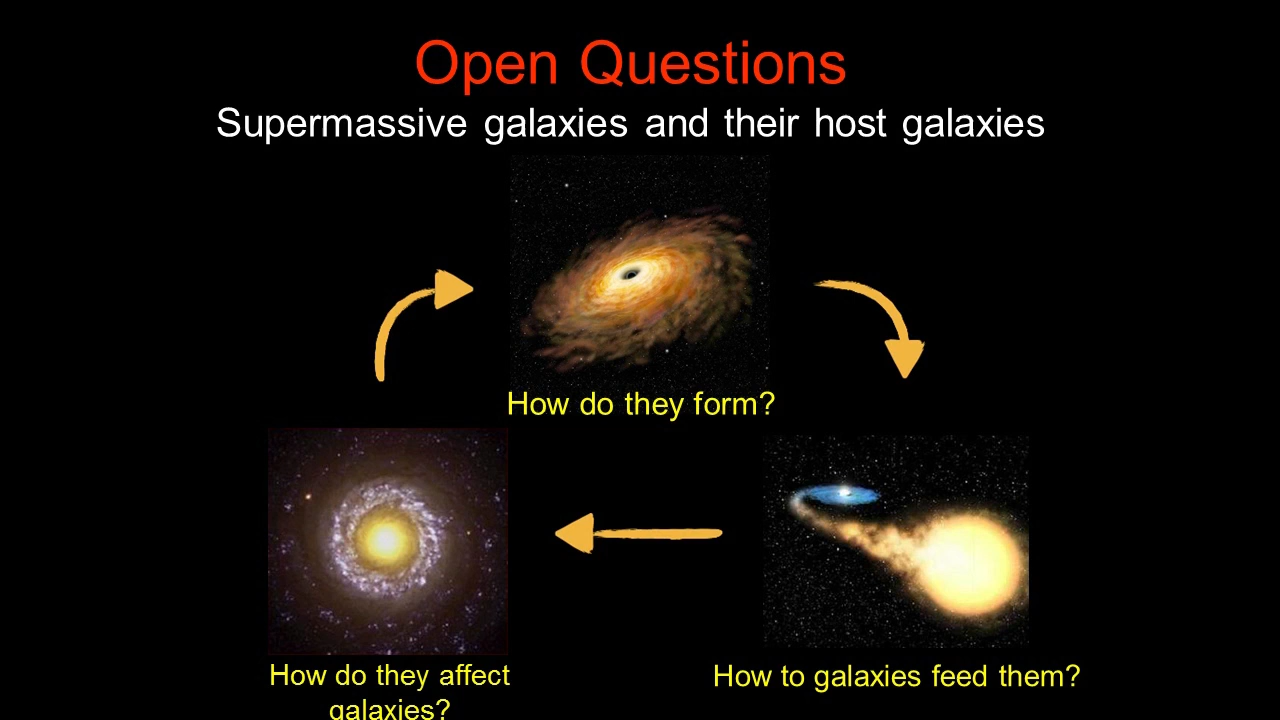 Open Questions
Supermassive galaxies and their host galaxies
How do they form?
How do they affect
galaxies?
How to galaxies feed them?